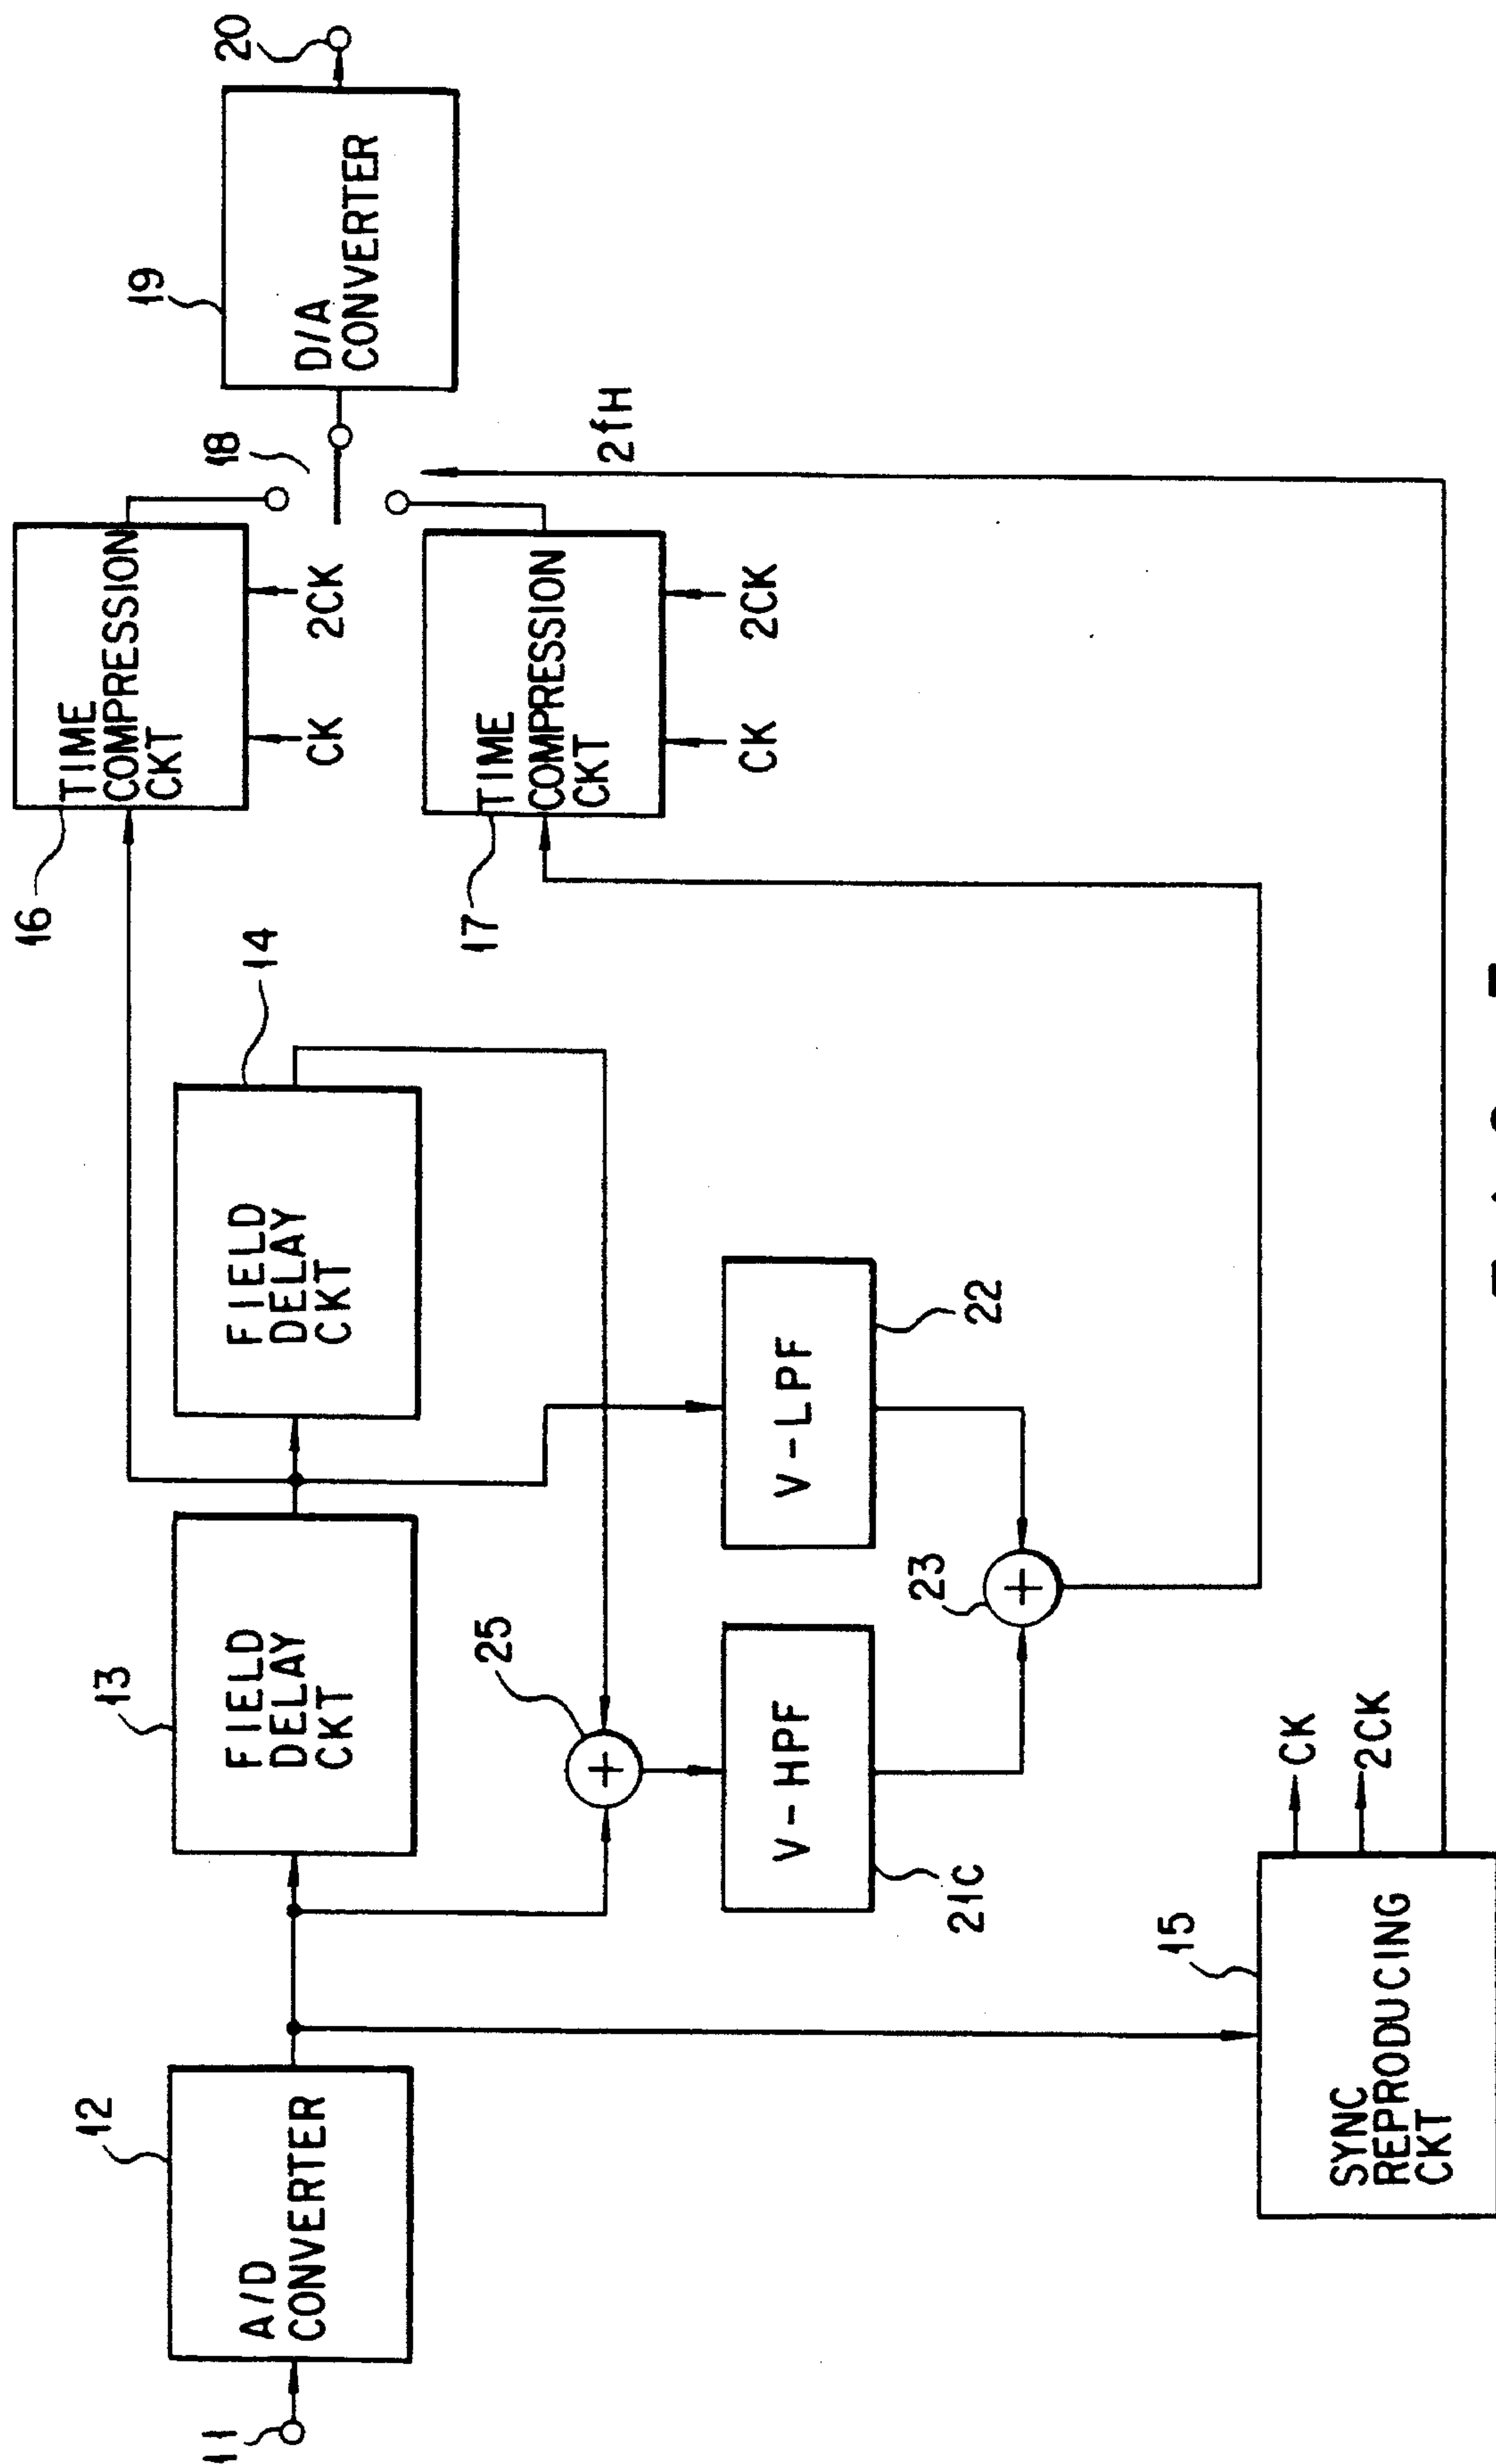 11
12
A/D
CONVERTER
13
FIELD
DELAY
CKT
14
FIELD
DELAY
CKT
16
TIME
COMPRESSION
CKT
CK
2CK
17
TIME
COMPRESSION
CKT
CK
2CK
18
2fH
19
D/A
CONVERTER
20
25
21C
V-HPF
22
V-LPF
23
15
SYNC
REPRODUCING
CKT
CK
2CK